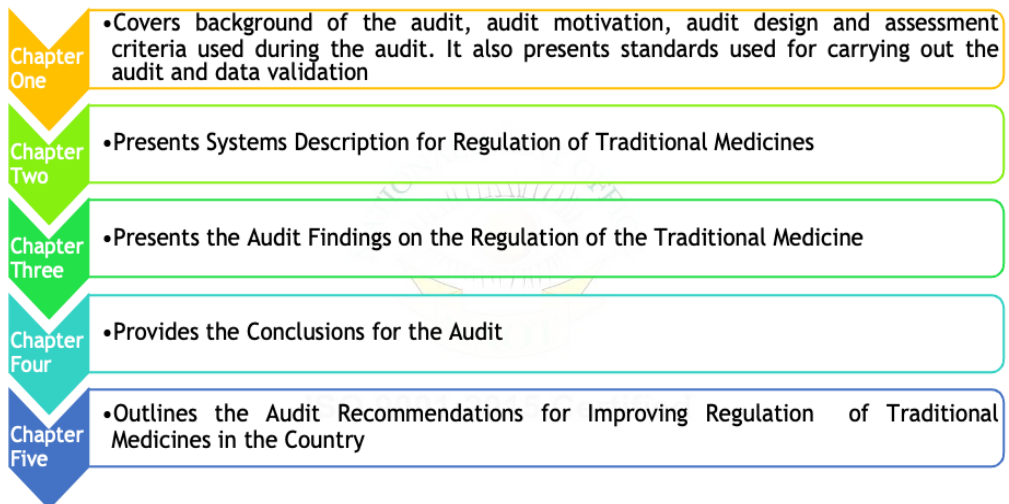 Chapter One
•Covers background of the audit, audit motivation, audit design and assessment
criteria used during the audit. It also presents standards used for carrying out the
audit and data validation
Chapter Two
•Presents Systems Description for Regulation of Traditional Medicines
Chapter Three
•Presents the Audit Findings on the Regulation of the Traditional Medicine
Chapter Four
•Provides the Conclusions for the Audit
Chapter Five
•Outlines the Audit Recommendations for Improving Regulation of Traditional
Medicines in the Country